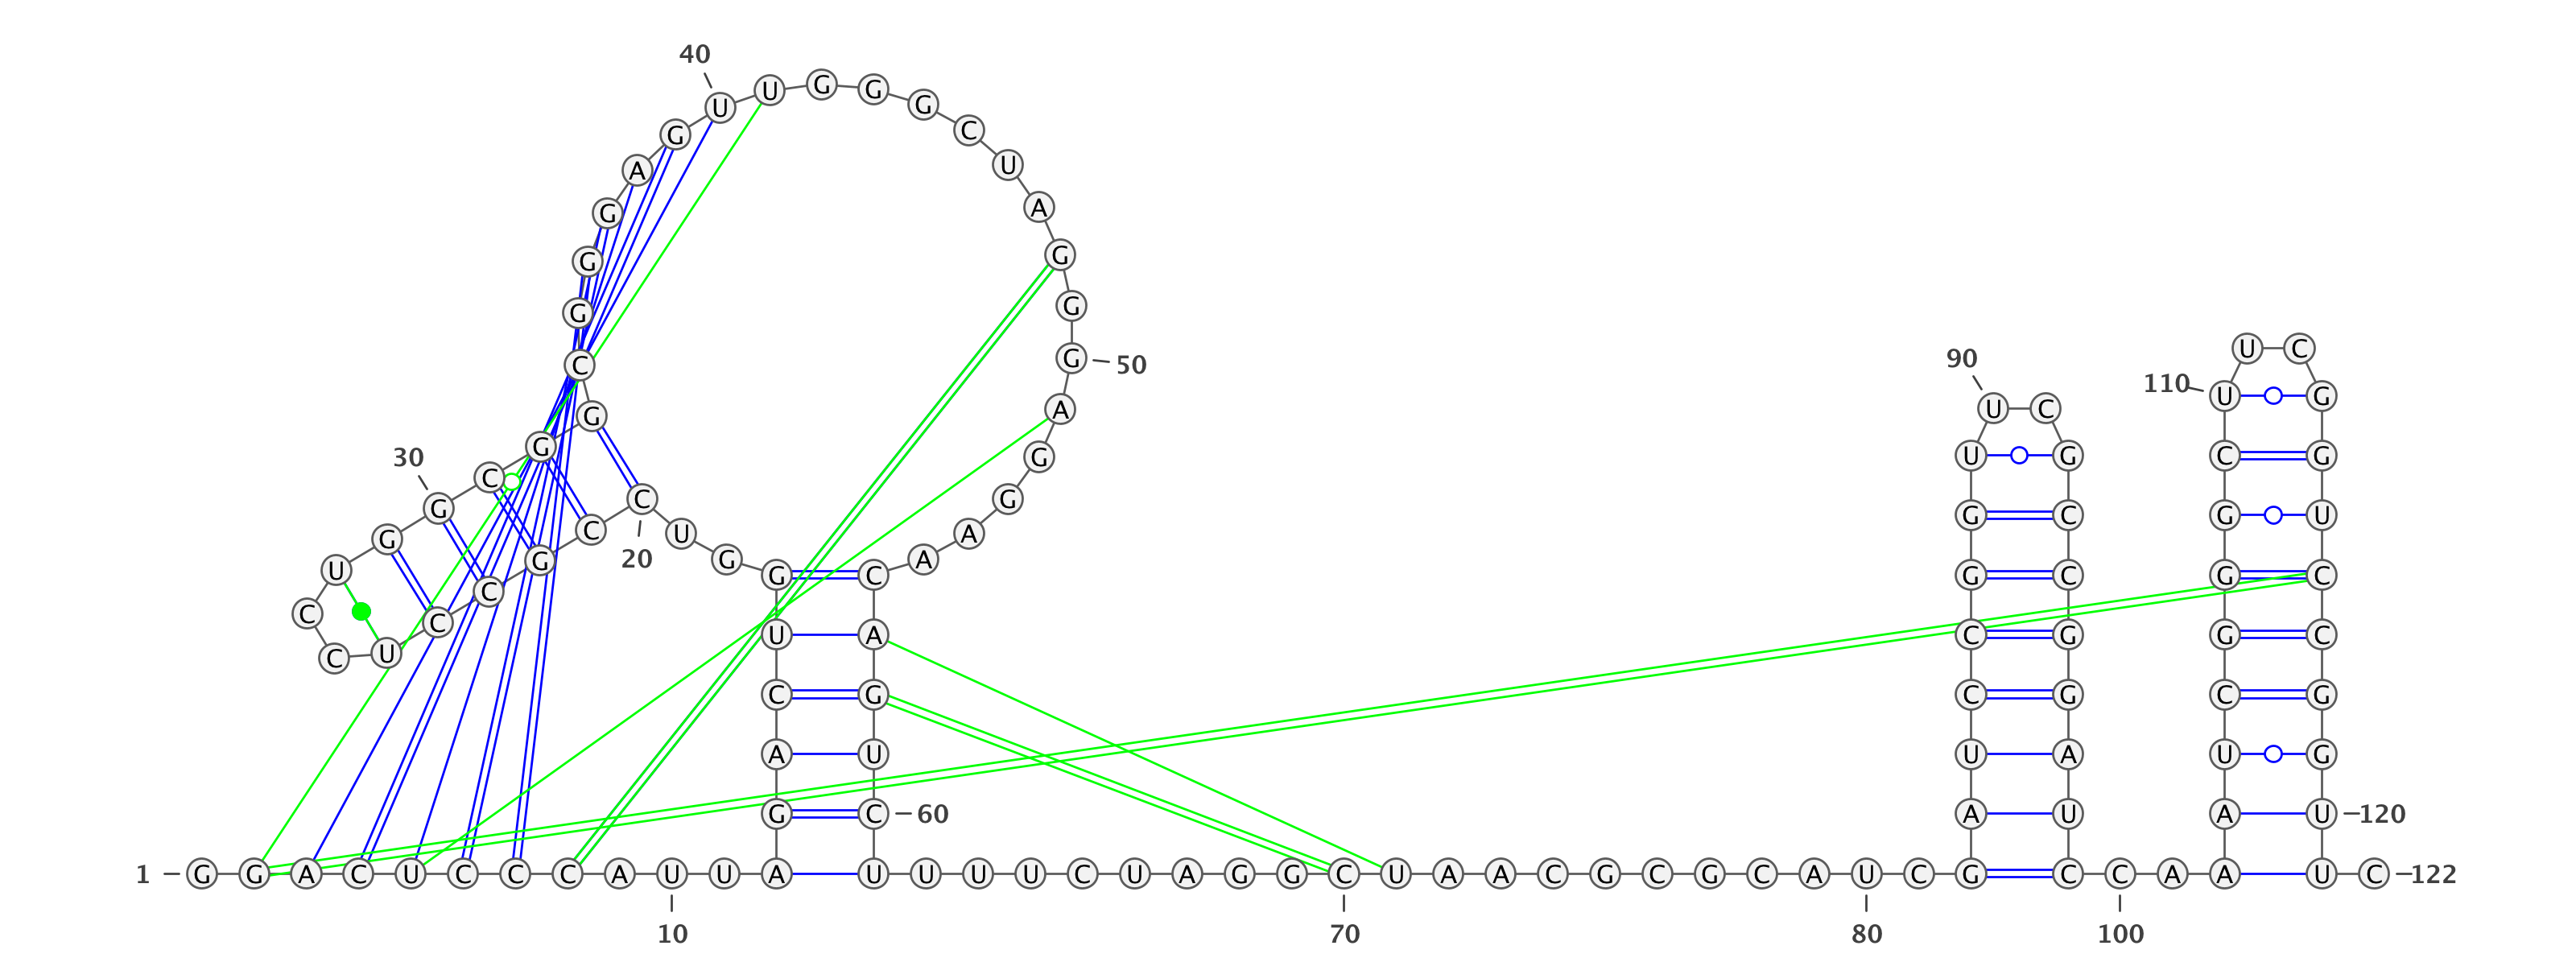 1
G G A C U C C C A U U A
10
G A C U G
G U C
20
C G C C U
C C U
G G C G G
30
C G G G A G U
40
U G G G C U A G G G
50
A G G A A
C A G U C
60
U U U U C U A G G C
70
U A A C G C G C A U
80
C G
A U C C G G U
U C
90
G C C G G A U
C C
100
A A
A U C G G G C U
110
U C
G G U C C G G U
120
U C
122